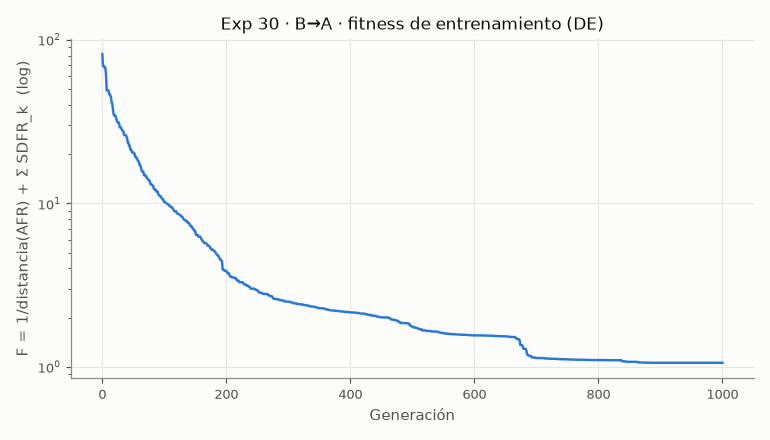 Exp 30 · B→A · fitness de entrenamiento (DE)
F = 1/distancia(AFR) + Σ SDFR_k (log)
10²
10¹
10⁰
0 200 400 600 800 1000
Generación